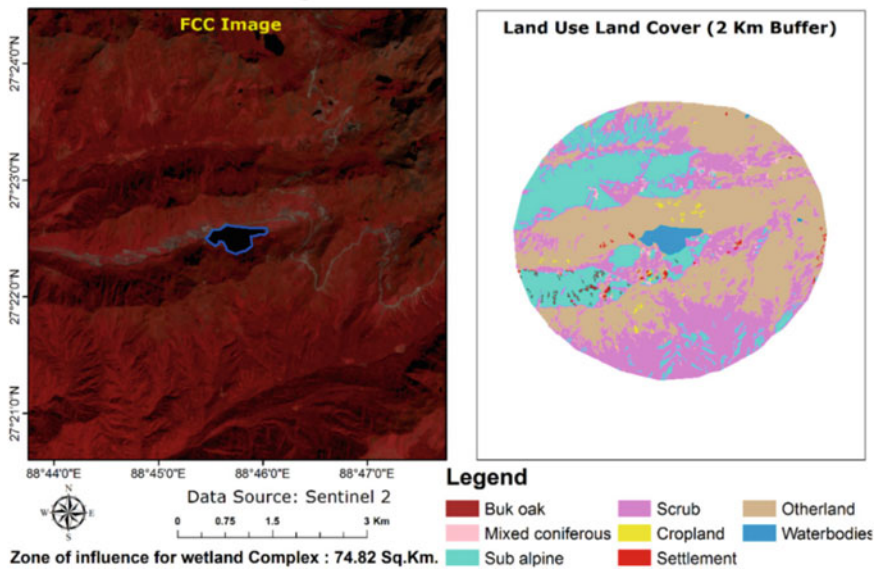 FCC Image
Land Use Land Cover (2 Km Buffer)
27°24'0"N
27°23'0"N
27°22'0"N
27°21'0"N
88°44'0"E 88°45'0"E 88°46'0"E 88°47'0"E
N
W E
S
Data Source: Sentinel 2
0 0.75 1.5 3 Km
Zone of influence for wetland Complex : 74.82 Sq.Km.
Legend
Buk oak Scrub Otherland
Mixed coniferous Cropland Waterbodies
Sub alpine Settlement